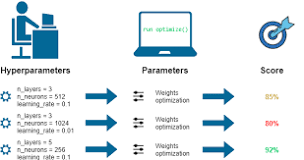 run.optimize()
Hyperparameters
Parameters
Score
n_layers = 3
n_neurons = 512
learning_rate = 0.1
Weights
optimization
85%
n_layers = 3
n_neurons = 1024
learning_rate = 0.01
Weights
optimization
80%
n_layers = 5
n_neurons = 256
learning_rate = 0.1
Weights
optimization
92%